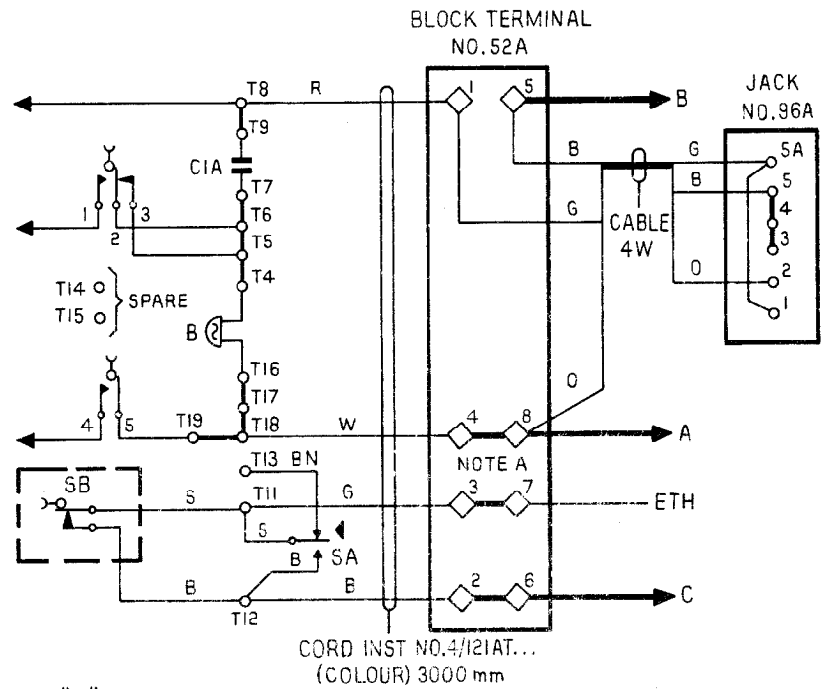 BLOCK TERMINAL
NO.52A
T8 R 1 5 B
JACK
NO.96A
T9
C1A
B G 5A
T7
B 5
1 2 3
T6
G
CABLE
4W
4
T5
3
T4
O 2
T14
T15
SPARE
1
B
T16
O
T17
4 5 T19 T18 W 4 8 A
NOTE A
T13 BN
SB
S T11 G 3 7 ETH
S
B SA
B T12 B 2 6 C
CORD INST NO.4/121AT...
(COLOUR) 3000 mm